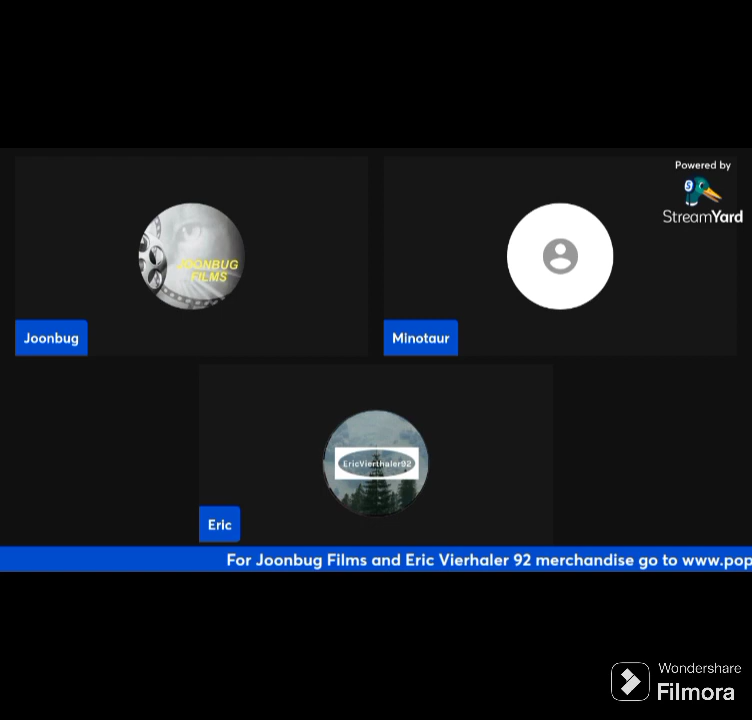 Powered by
StreamYard
JOONBUG
FILMS
Joonbug
Minotaur
EricVierthaler92
Eric
For Joonbug Films and Eric Vierhaler 92 merchandise go to www.pop
Wondershare
Filmora